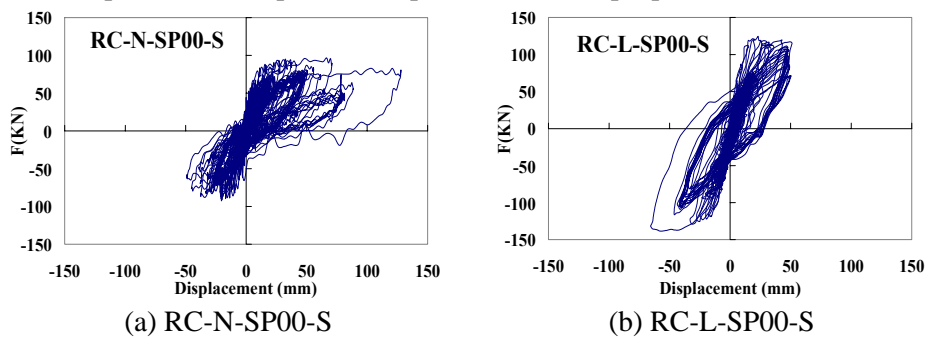 150
100
50
0
-50
-100
-150
F(KN)
RC-N-SP00-S
-150 -100 -50 0 50 100 150
Displacement (mm)
(a) RC-N-SP00-S
150
100
50
0
-50
-100
-150
F(KN)
RC-L-SP00-S
-150 -100 -50 0 50 100 150
Displacement (mm)
(b) RC-L-SP00-S